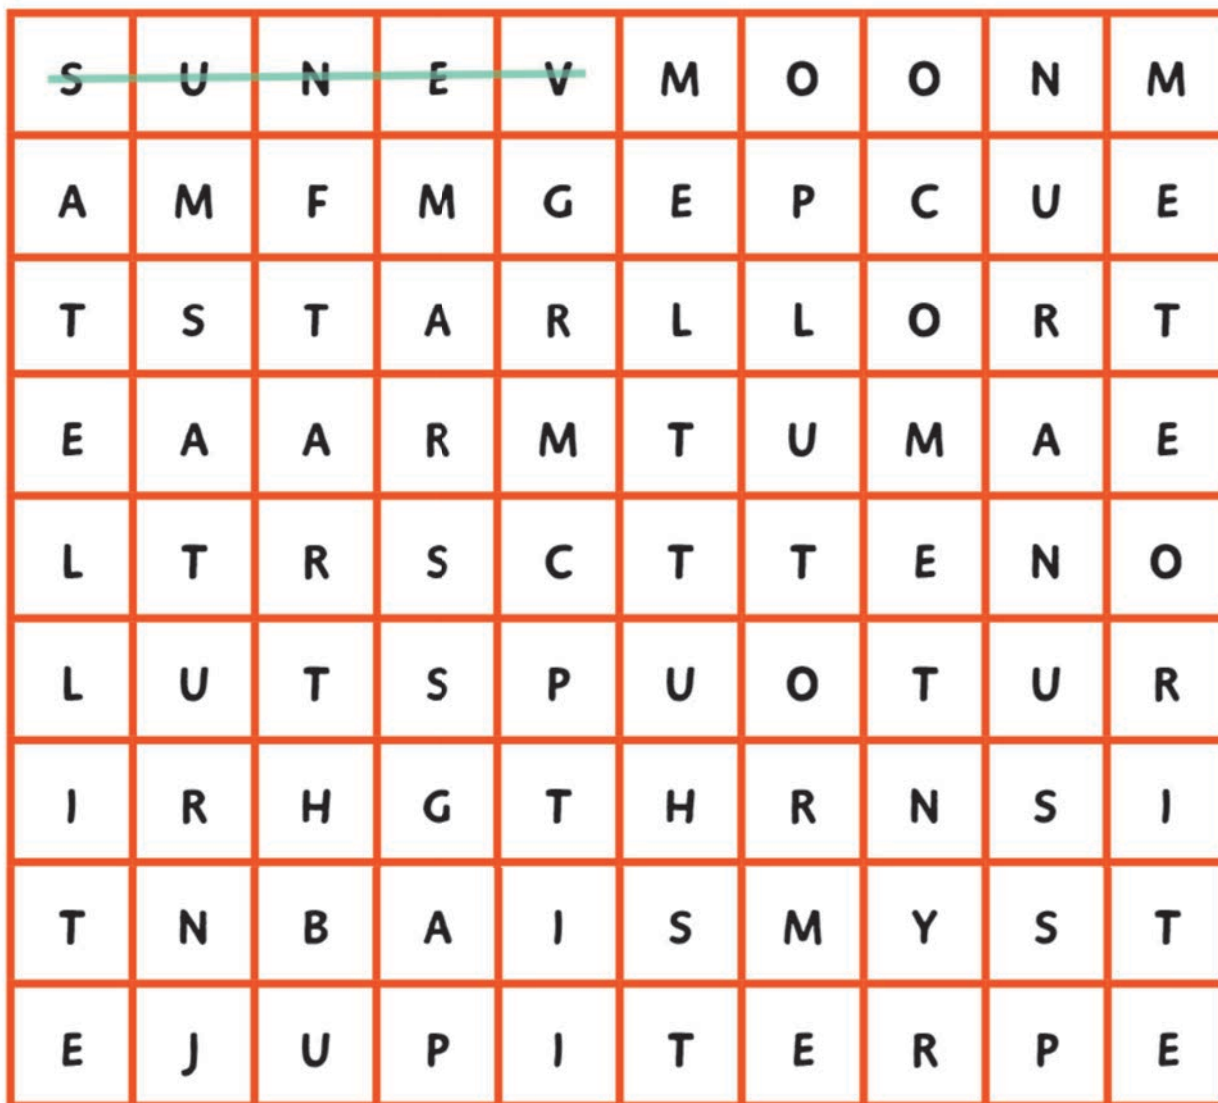 S U N E V M O O N M
A M F M G E P C U E
T S T A R L L O R T
E A A R M T U M A E
L T R S C T T E N O
L U T S P U O T U R
I R H G T H R N S I
T N B A I S M Y S T
E J U P I T E R P E